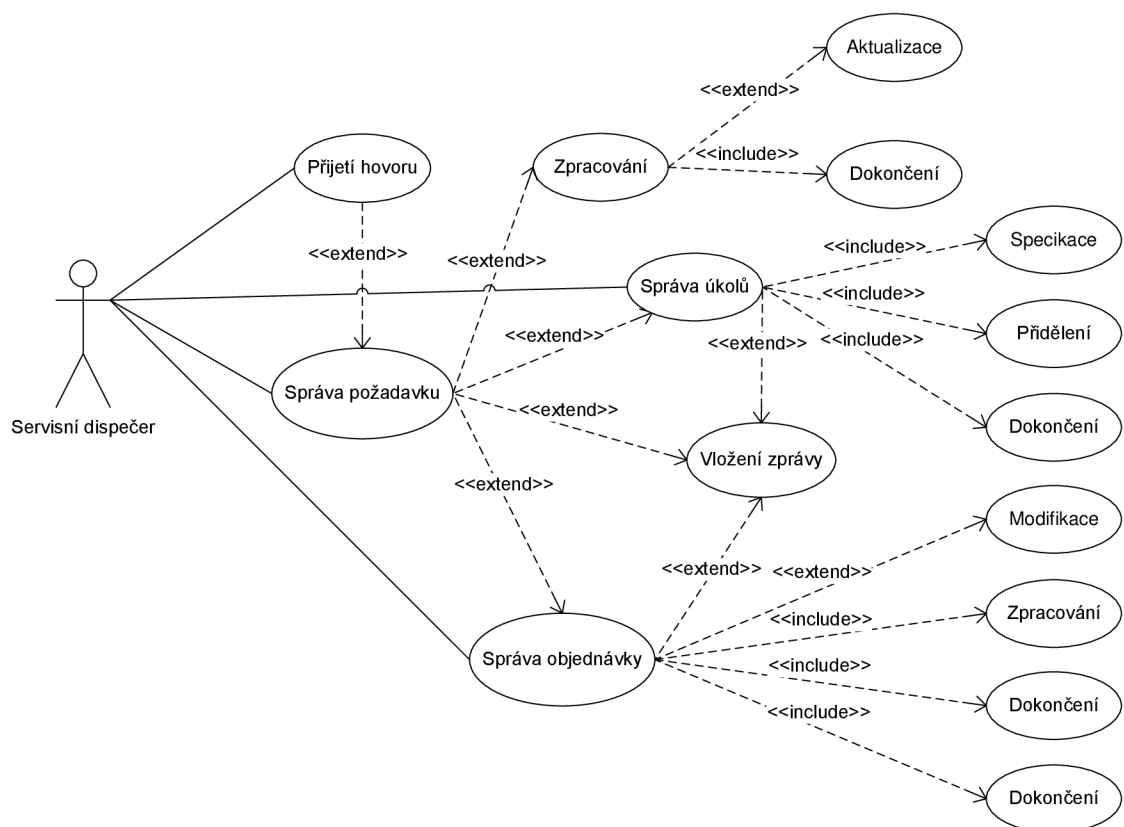 Aktualizace
<<extend>>
Přijetí hovoru
Zpracování
<<include>>
Dokončení
<<extend>>
<<extend>>
<<include>>
Specikace
Správa úkolů
<<include>>
<<extend>>
<<extend>>
<<include>>
Přidělení
Správa požadavku
<<extend>>
Servisní dispečer
Dokončení
Vložení zprávy
<<extend>>
Modifikace
<<extend>>
<<extend>>
<<include>>
Zpracování
Správa objednávky
<<include>>
Dokončení
<<include>>
Dokončení